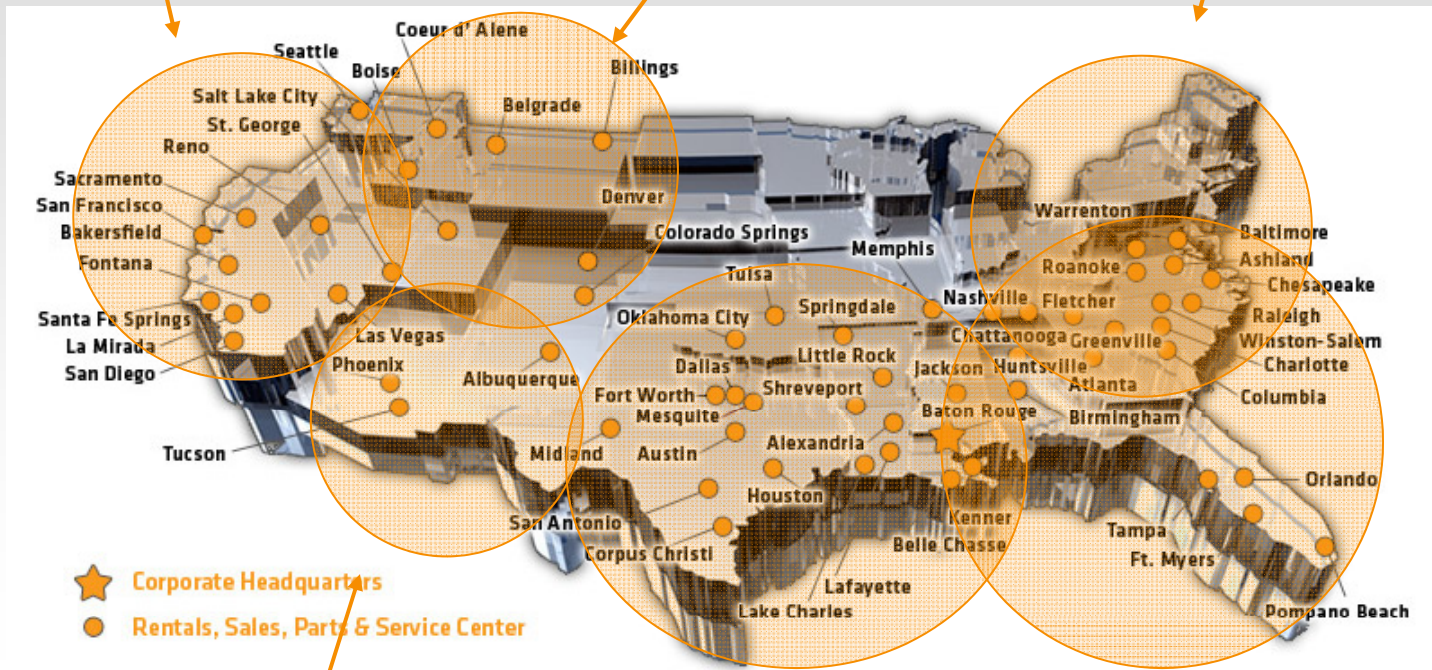 Coeur d' Alene
Seattle
Boise
Billings
Salt Lake City
Belgrade
St. George
Reno
Sacramento
San Francisco
Denver
Warrenton
Bakersfield
Colorado Springs
Baltimore
Memphis
Fontana
Roanoke
Ashland
Tulsa
Chesapeake
Nashville
Fletcher
Springdale
Santa Fe Springs
Oklahoma City
Raleigh
Las Vegas
Chattanooga
Greenville
Winston-Salem
La Mirada
Little Rock
Phoenix
Dallas
Jackson
Huntsville
Charlotte
San Diego
Albuquerque
Shreveport
Atlanta
Fort Worth
Columbia
Mesquite
Baton Rouge
Birmingham
Tucson
Midland
Austin
Alexandria
Orlando
Houston
San Antonio
Kenner
Tampa
Corpus Christi
Belle Chasse
Ft. Myers
Corporate Headquarters
Lafayette
Lake Charles
Pompano Beach
Rentals, Sales, Parts & Service Center